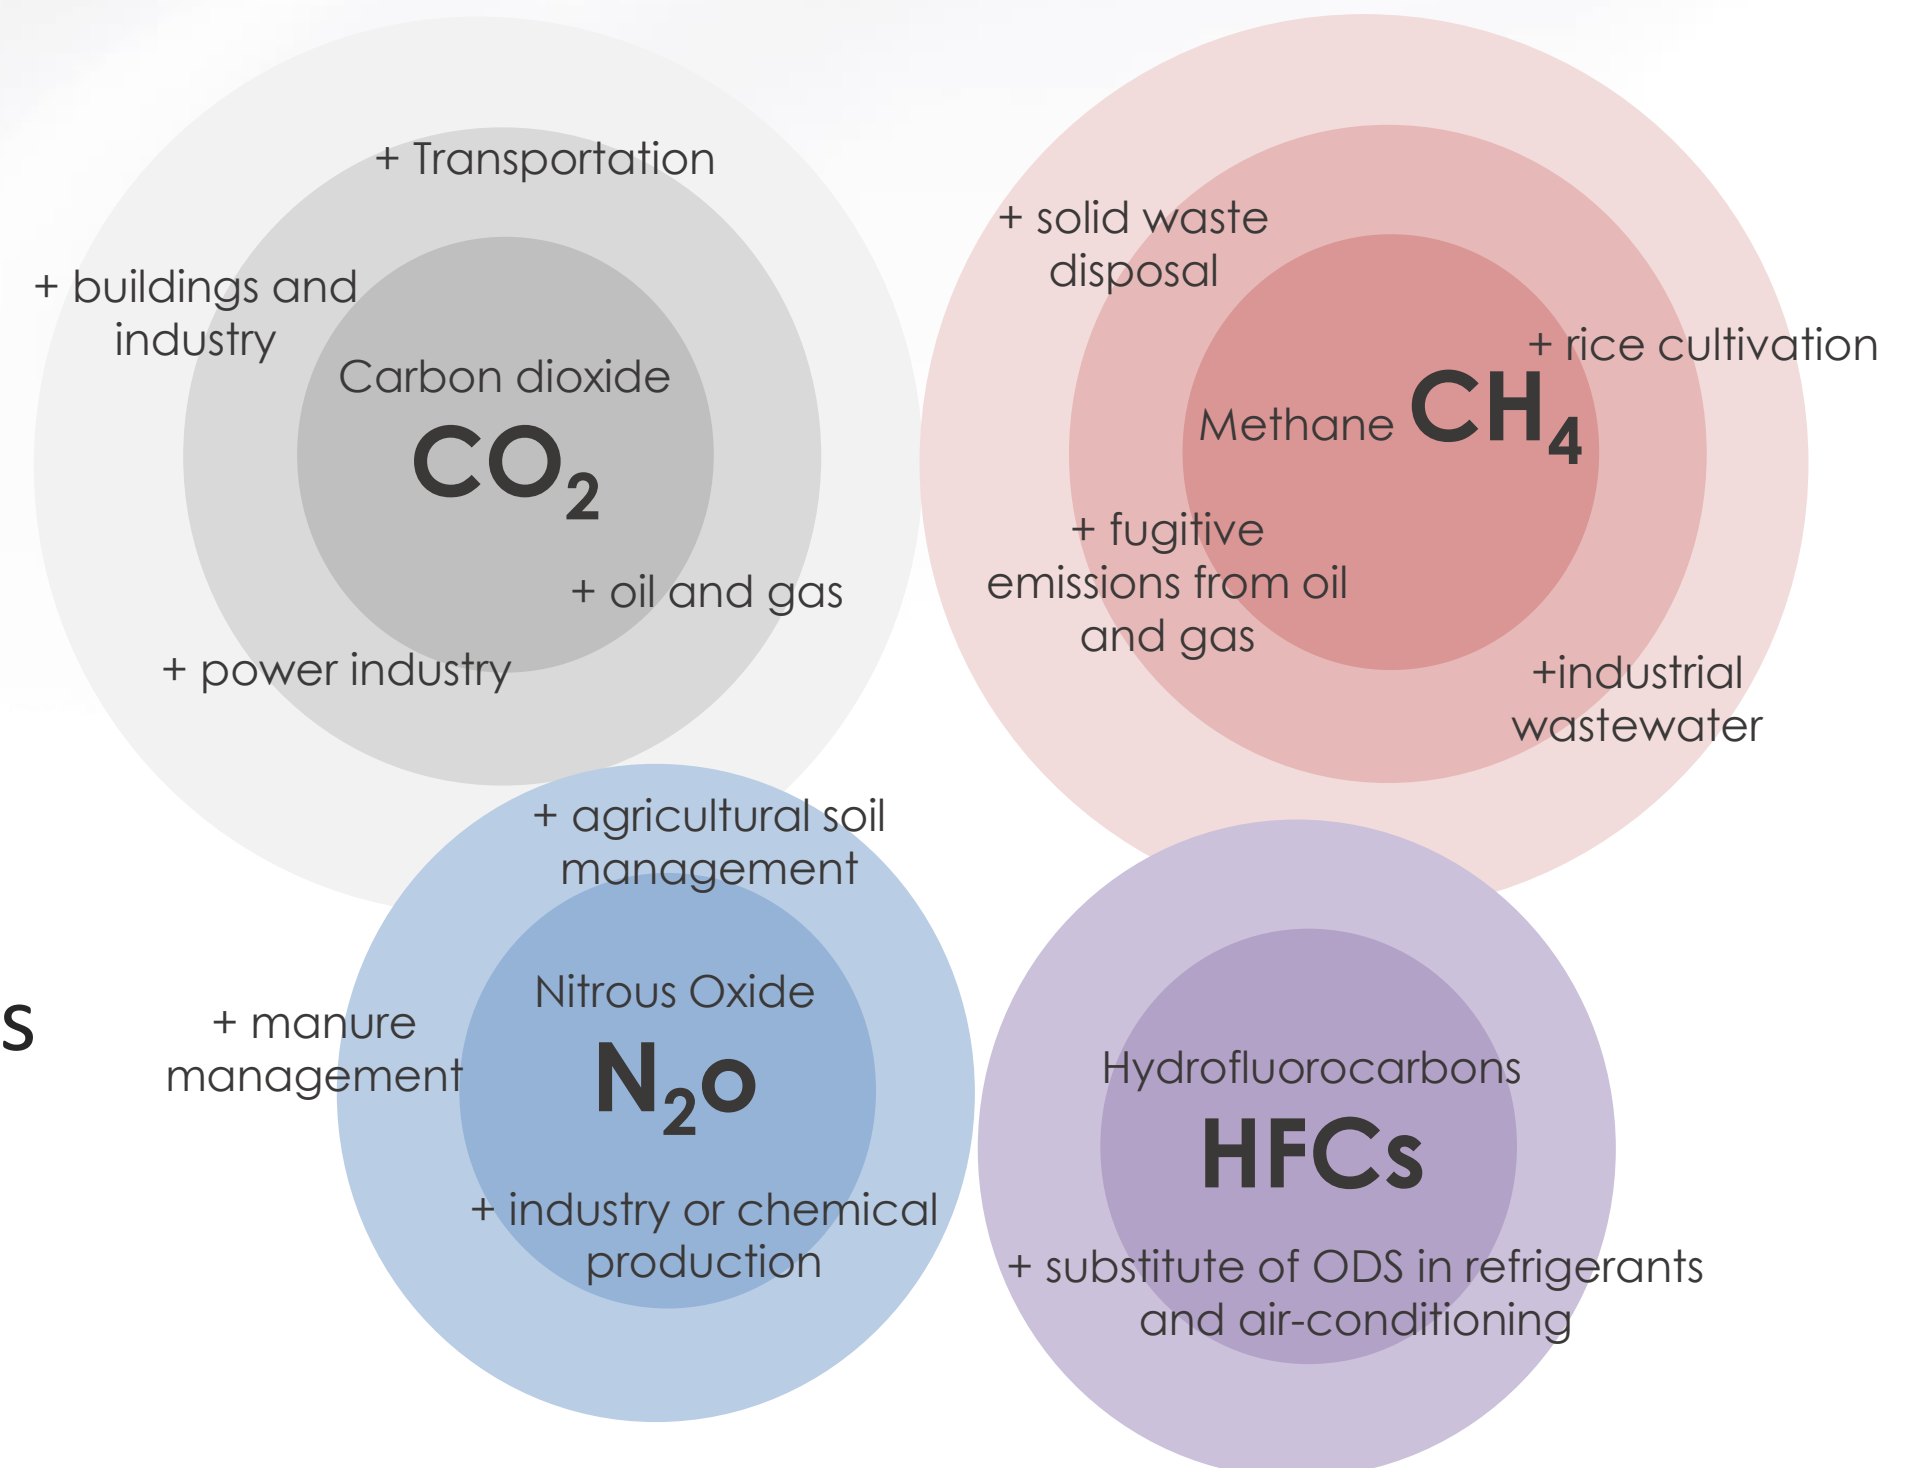 + Transportation
+ buildings and
industry
Carbon dioxide
CO₂
+ oil and gas
+ power industry
+ solid waste
disposal
+ rice cultivation
Methane CH₄
+ fugitive
emissions from oil
and gas
+industrial
wastewater
+ agricultural soil
management
Nitrous Oxide
N₂o
s
+ manure
management
+ industry or chemical
production
Hydrofluorocarbons
HFCs
+ substitute of ODS in refrigerants
and air-conditioning